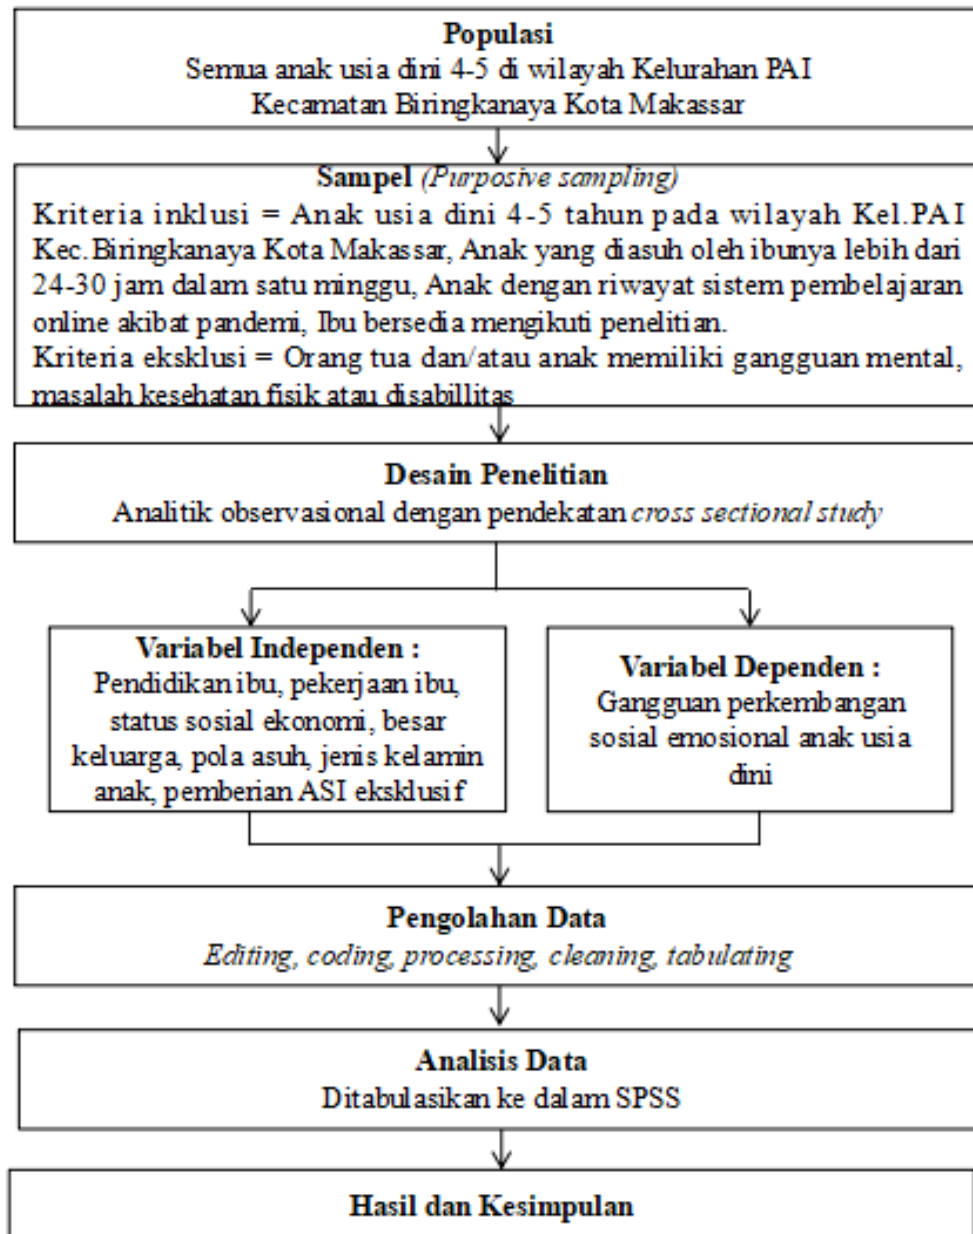 Populasi
Semua anak usia dini 4-5 di wilayah Kelurahan PAI
Kecamatan Biringkanaya Kota Makassar
Sampel (Purposive sampling)
Kriteria inklusi = Anak usia dini 4-5 tahun pada wilayah Kel.PAI
Kec.Biringkanaya Kota Makassar, Anak yang diasuh oleh ibunya lebih dari
24-30 jam dalam satu minggu, Anak dengan riwayat sistem pembelajaran
online akibat pandemi, Ibu bersedia mengikuti penelitian.
Kriteria eksklusi = Orang tua dan/atau anak memiliki gangguan mental,
masalah kesehatan fisik atau disabillitas
Desain Penelitian
Analitik observasional dengan pendekatan cross sectional study
Variabel Independen :
Pendidikan ibu, pekerjaan ibu,
status sosial ekonomi, besar
keluarga, pola asuh, jenis kelamin
anak, pemberian ASI eksklusif
Variabel Dependen :
Gangguan perkembangan
sosial emosional anak usia
dini
Pengolahan Data
Editing, coding, processing, cleaning, tabulating
Analisis Data
Ditabulasikan ke dalam SPSS
Hasil dan Kesimpulan